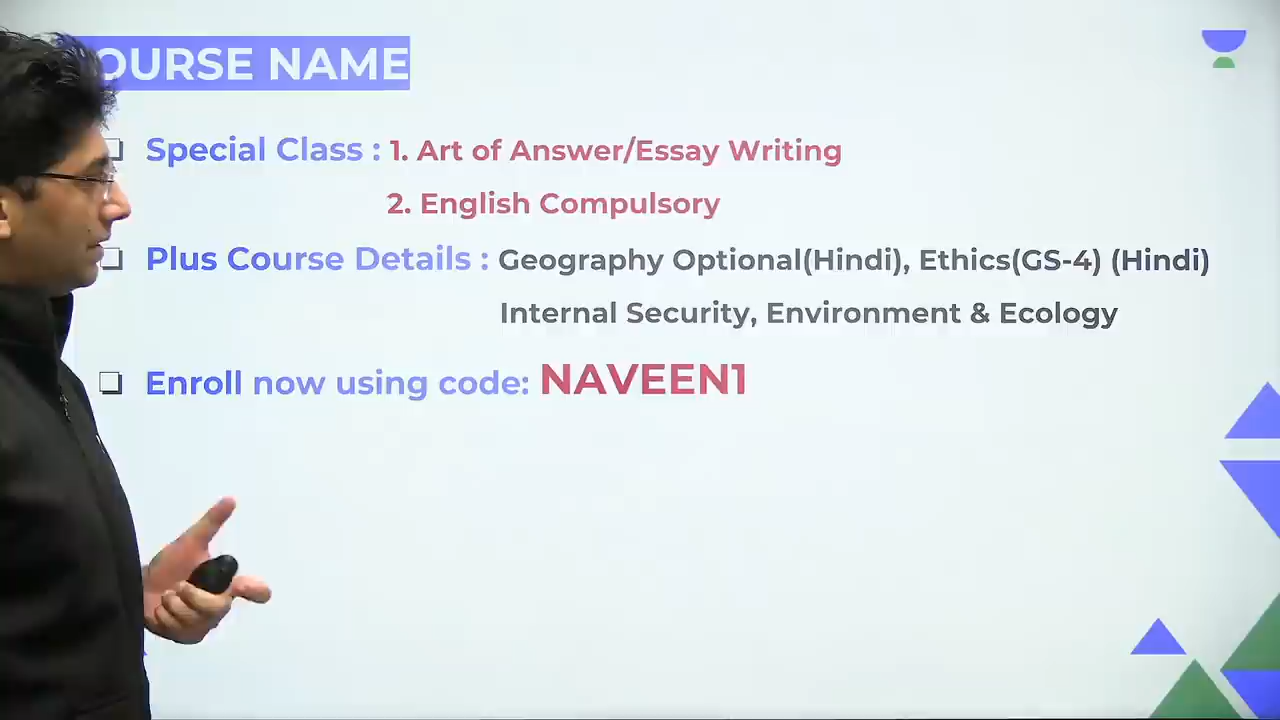 OURSE NAME
Special Class : 1. Art of Answer/Essay Writing
2. English Compulsory
Plus Course Details : Geography Optional(Hindi), Ethics(GS-4) (Hindi)
Internal Security, Environment & Ecology
Enroll now using code: NAVEEN1